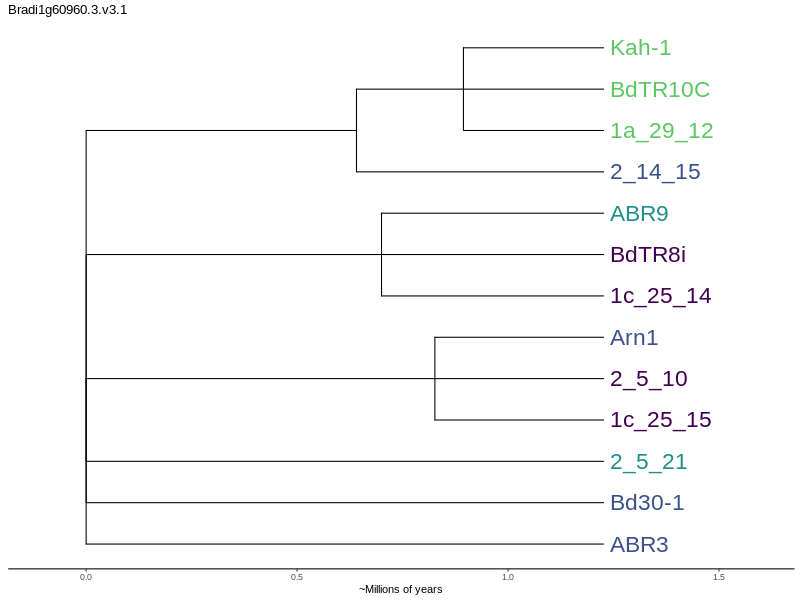 Bradi1g60960.3.v3.1
Kah-1
BdTR10C
1a_29_12
2_14_15
ABR9
BdTR8i
1c_25_14
Arn1
2_5_10
1c_25_15
2_5_21
Bd30-1
ABR3
0.0 0.5 1.0 1.5
~Millions of years